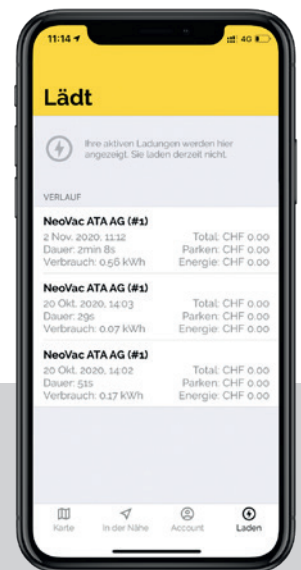 11:14 4G
Lädt
Ihre aktiven Ladungen werden hier
angezeigt. Sie laden derzeit nicht.
VERLAUF
NeoVac ATA AG (#1)
2 Nov. 2020, 11:12 Total: CHF 0.00
Dauer: 2min 8s Parken: CHF 0.00
Verbrauch: 0.56 kWh Energie: CHF 0.00
NeoVac ATA AG (#1)
20 Okt. 2020, 14:03 Total: CHF 0.00
Dauer: 29s Parken: CHF 0.00
Verbrauch: 0.07 kWh Energie: CHF 0.00
NeoVac ATA AG (#1)
20 Okt. 2020, 14:02 Total: CHF 0.00
Dauer: 51s Parken: CHF 0.00
Verbrauch: 0.17 kWh Energie: CHF 0.00
Karte In der Nähe Account Laden